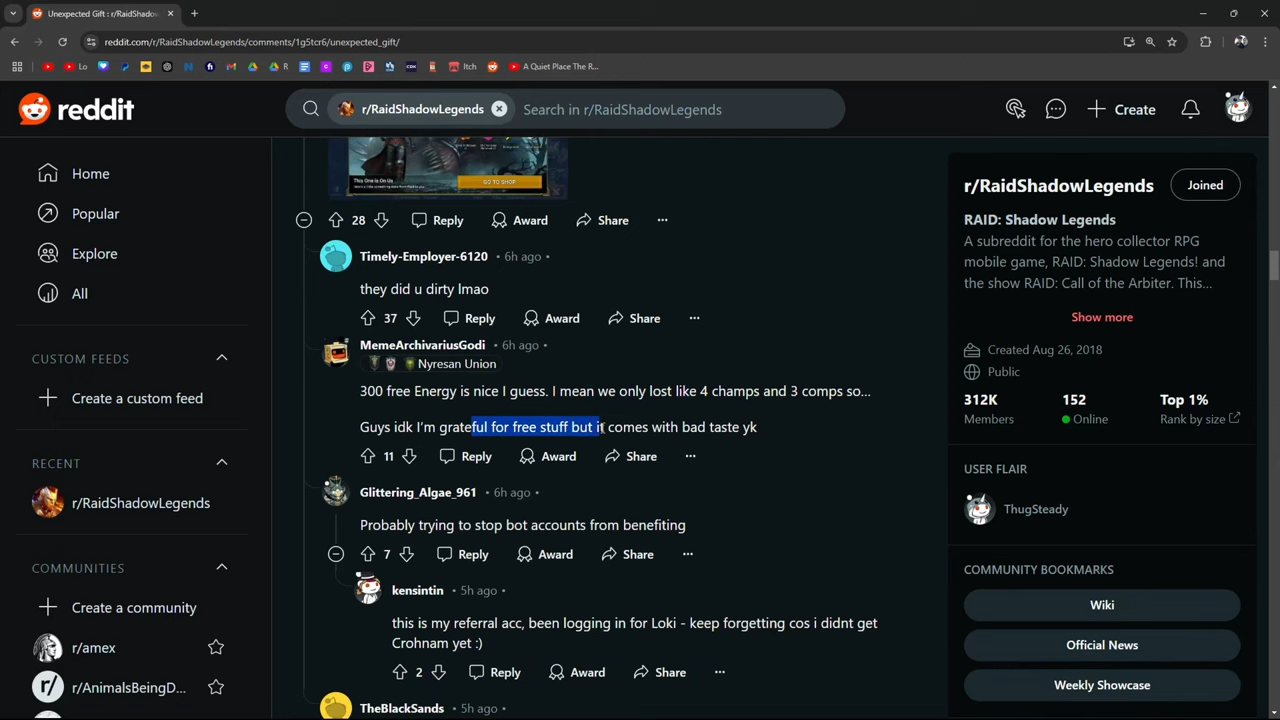 Unexpected Gift : r/RaidShado
reddit.com/r/RaidShadowLegends/comments/1g5tcr6/unexpected_gift/
Lo
R
Itch
A Quiet Place The R...
reddit
r/RaidShadowLegends
Search in r/RaidShadowLegends
Create
Home
Popular
Explore
All
CUSTOM FEEDS
Create a custom feed
RECENT
r/RaidShadowLegends
COMMUNITIES
Create a community
r/amex
r/AnimalsBeingD...
This One is On Us
GO TO SHOP
28 Reply Award Share
Timely-Employer-6120 • 6h ago •
they did u dirty lmao
37 Reply Award Share
MemeArchivariusGodi • 6h ago •
Nyresan Union
300 free Energy is nice I guess. I mean we only lost like 4 champs and 3 comps so...
Guys idk I'm grateful for free stuff but it comes with bad taste yk
11 Reply Award Share
Glittering_Algae_961 • 6h ago •
Probably trying to stop bot accounts from benefiting
7 Reply Award Share
kensintin • 5h ago •
this is my referral acc, been logging in for Loki - keep forgetting cos i didnt get
Crohnam yet :)
2 Reply Award Share
TheBlackSands • 5h ago •
r/RaidShadowLegends
Joined
RAID: Shadow Legends
A subreddit for the hero collector RPG
mobile game, RAID: Shadow Legends! and
the show RAID: Call of the Arbiter. This...
Show more
Created Aug 26, 2018
Public
312K 152 Top 1%
Members Online Rank by size
USER FLAIR
ThugSteady
COMMUNITY BOOKMARKS
Wiki
Official News
Weekly Showcase